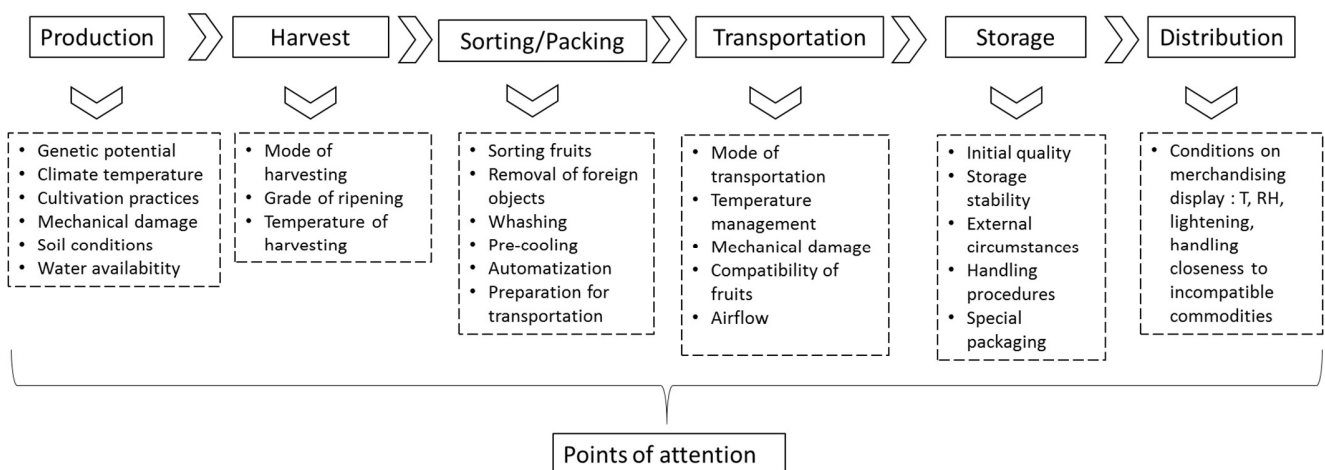 Production
Harvest
Sorting/Packing
Transportation
Storage
Distribution
• Genetic potential
• Climate temperature
• Cultivation practices
• Mechanical damage
• Soil conditions
• Water availabitity
• Mode of
harvesting
• Grade of ripening
• Temperature of
harvesting
• Sorting fruits
• Removal of foreign
objects
• Whashing
• Pre-cooling
• Automatization
• Preparation for
transportation
• Mode of
transportation
• Temperature
management
• Mechanical damage
• Compatibility of
fruits
• Airflow
• Initial quality
• Storage
stability
• External
circumstances
• Handling
procedures
• Special
packaging
• Conditions on
merchandising
display : T, RH,
lightening,
handling
closeness to
incompatible
commodities
Points of attention